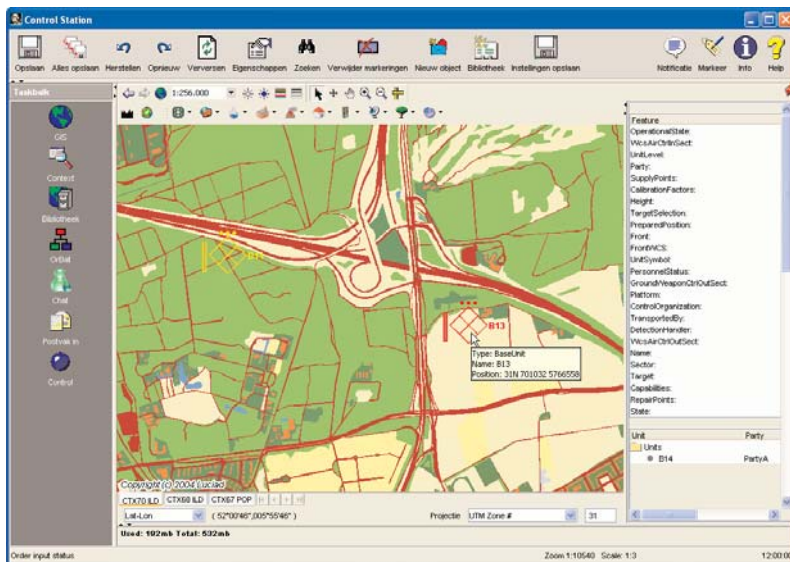 Control Station
Opslaan Alles opslaan Herstellen Opnieuw Verversen Eigenschappen Zoeken Verwijder markeringen Nieuw object Bibliotheek Instellingen opslaan Notificatie Markeer Info Help
Taskbalk
1:256.000
GIS
Context
Bibliotheek
OrBat
Chat
Postvak in
Control
B13
Type: BaseUnit
Name: B13
Position: 31N 701032 5766558
Copyright (c) 2004 Luciad
CTX70 ILD CTX68 ILD CTX67 POP
Lat-Lon ( 52°00'46",005°55'46" ) Projectie UTM Zone # 31
Used: 192mb Total: 532mb
Feature
OperationalState:
WcsAirCtrlInSect:
UnitLevel:
Party:
SupplyPoints:
CalibrationFactors:
Height:
TargetSelection:
PreparedPosition:
Front:
FrontWCS:
UnitSymbol:
PersonnelStatus:
GroundWeaponCtrlOutSect:
Platform:
ControlOrganization:
TransportedBy:
DetectionHandler:
WcsAirCtrlOutSect:
Name:
Sector:
Target:
Capabilities:
RepairPoints:
State:
Unit Party
Units
B14 PartyA
Order input status Zoom 1:10540 Scale: 1:3 12:00:00